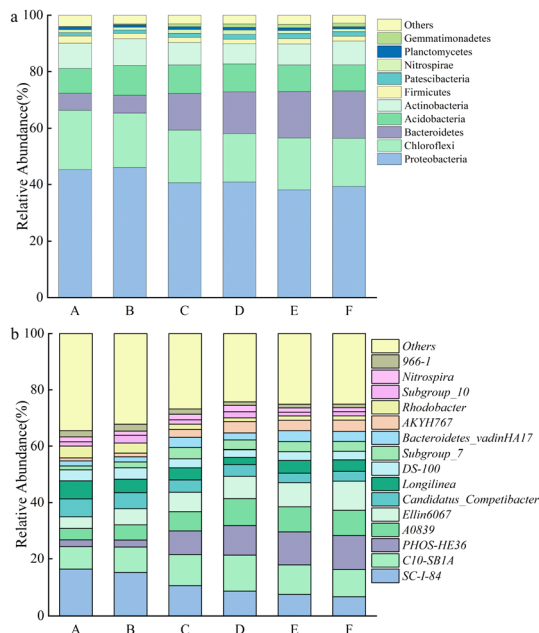 a
Relative Abundance(%)
100
80
60
40
20
0
A B C D E F
Others
Gemmatimonadetes
Planctomycetes
Nitrospirae
Patescibacteria
Firmicutes
Actinobacteria
Acidobacteria
Bacteroidetes
Chloroflexi
Proteobacteria
b
Relative Abundance(%)
100
80
60
40
20
0
A B C D E F
Others
966-1
Nitrospira
Subgroup_10
Rhodobacter
AKYH767
Bacteroidetes_vadinHA17
Subgroup_7
DS-100
Longilinea
Candidatus_Competibacter
Ellin6067
A0839
PHOS-HE36
C10-SB1A
SC-I-84